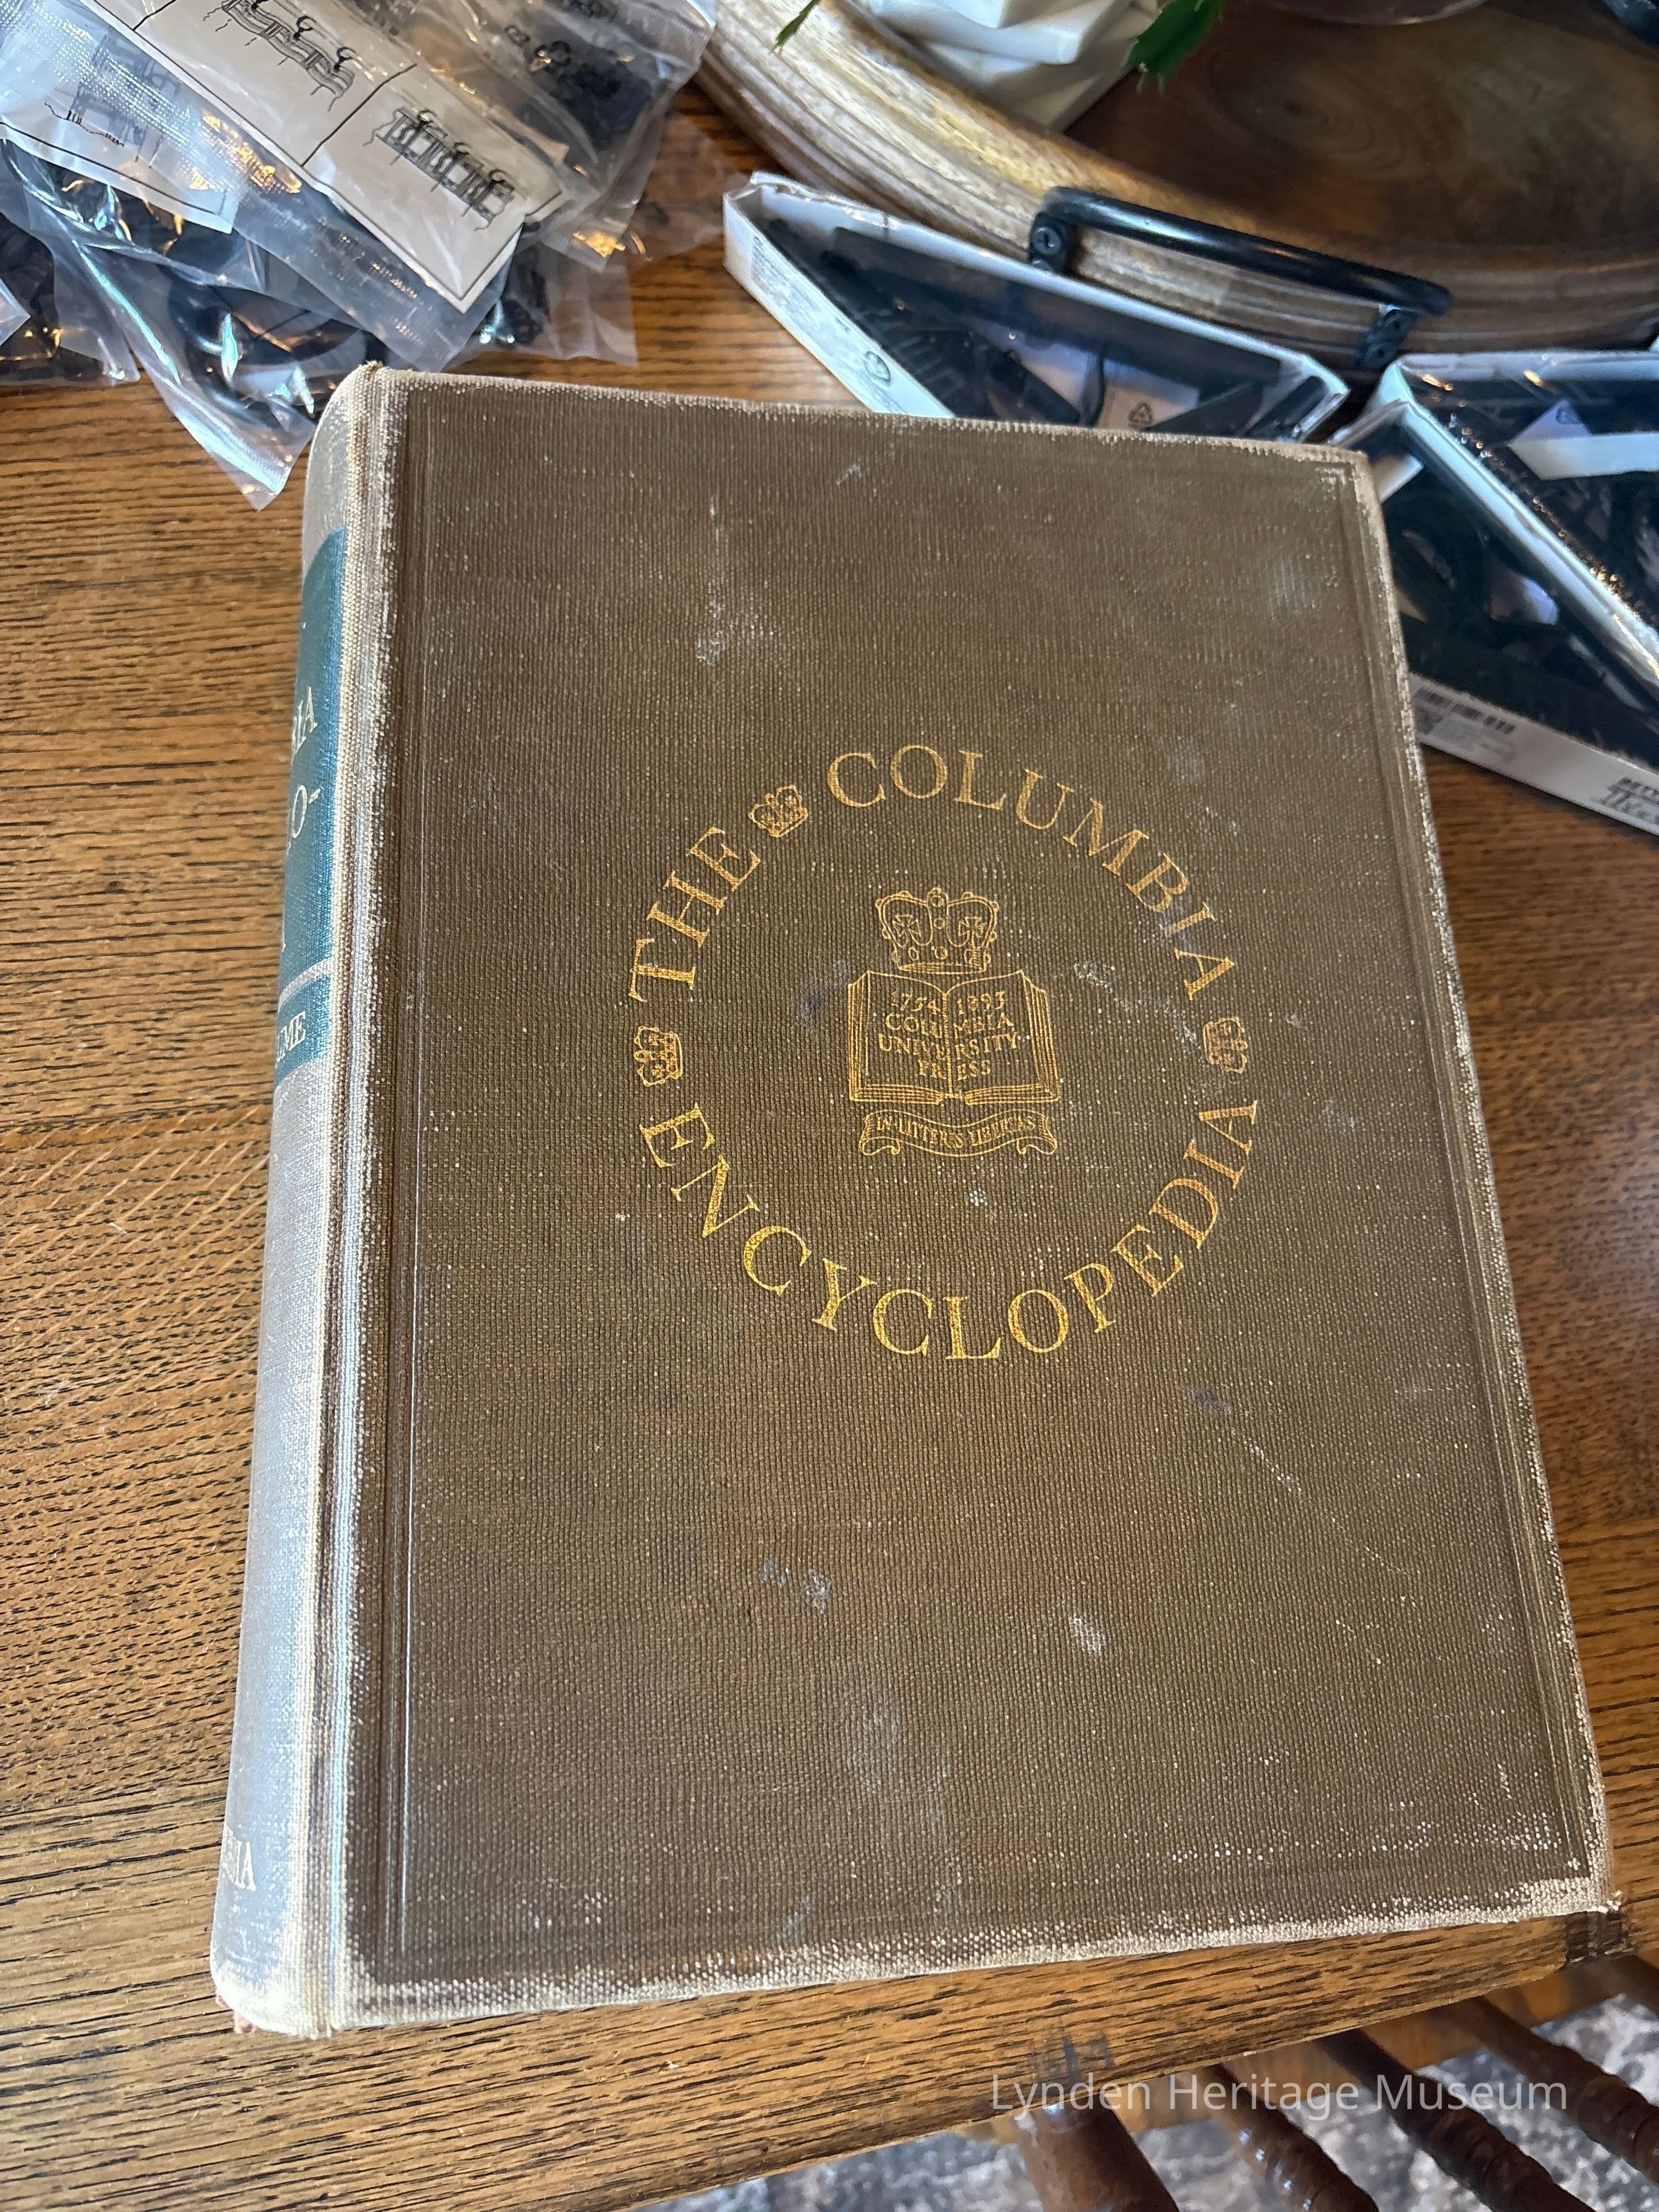 THE COLUMBIA
ENCYCLOPEDIA
1754 1893
COLUMBIA
UNIVERSITY
PRESS
IN LITTERIS LIBERTAS
Lynden Heritage Museum